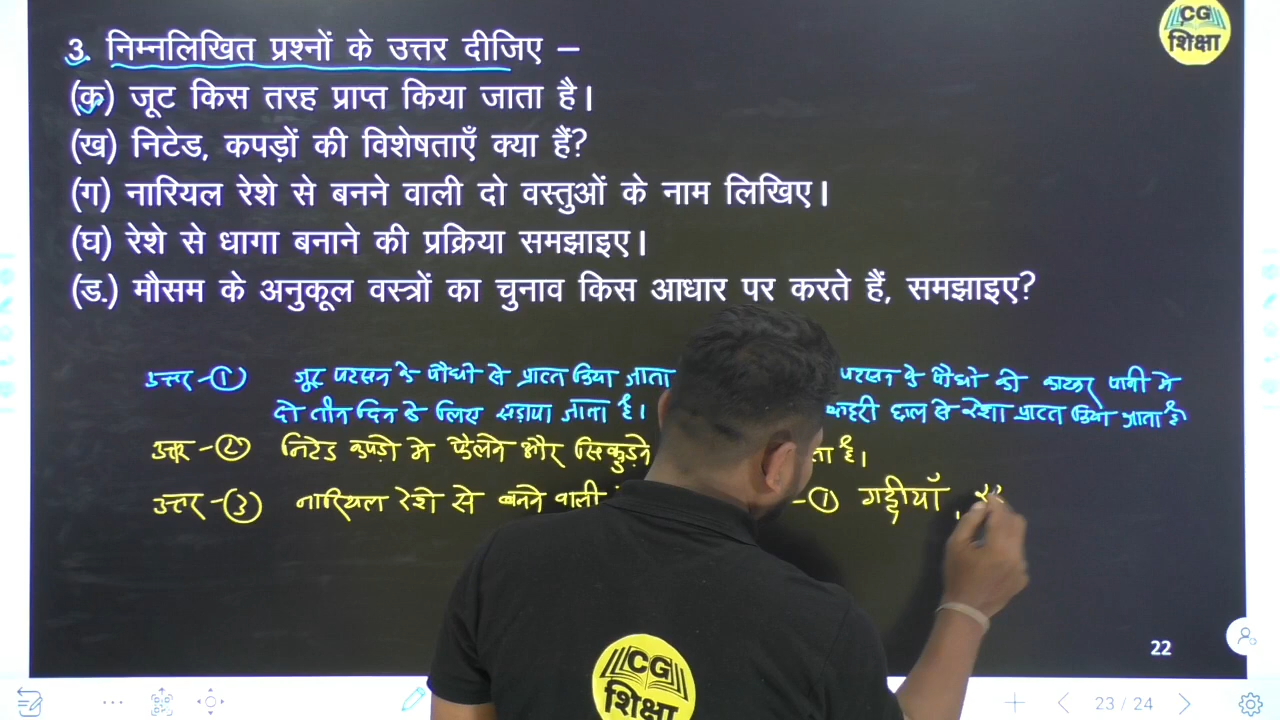 CG
शिक्षा
3. निम्नलिखित प्रश्नों के उत्तर दीजिए –
(क) जूट किस तरह प्राप्त किया जाता है।
(ख) निटेड, कपड़ों की विशेषताएँ क्या हैं?
(ग) नारियल रेशे से बनने वाली दो वस्तुओं के नाम लिखिए।
(घ) रेशे से धागा बनाने की प्रक्रिया समझाइए।
(ड.) मौसम के अनुकूल वस्त्रों का चुनाव किस आधार पर करते हैं, समझाइए?
उत्तर -① जूट पटसन के पौधो से प्राप्त किया जाता पटसन के पौधो को काटकर पानी मे
दो तीन दिन के लिए सड़ाया जाता है। छाल से रेशा प्राप्त किया जाता है
उत्तर -② निटेड कपड़ो मे फैलने और सिकुड़ने है।
उत्तर -③ नारियल रेशे से बनने वाली -① गद्दीयाँ,
CG
शिक्षा
22
23 / 24